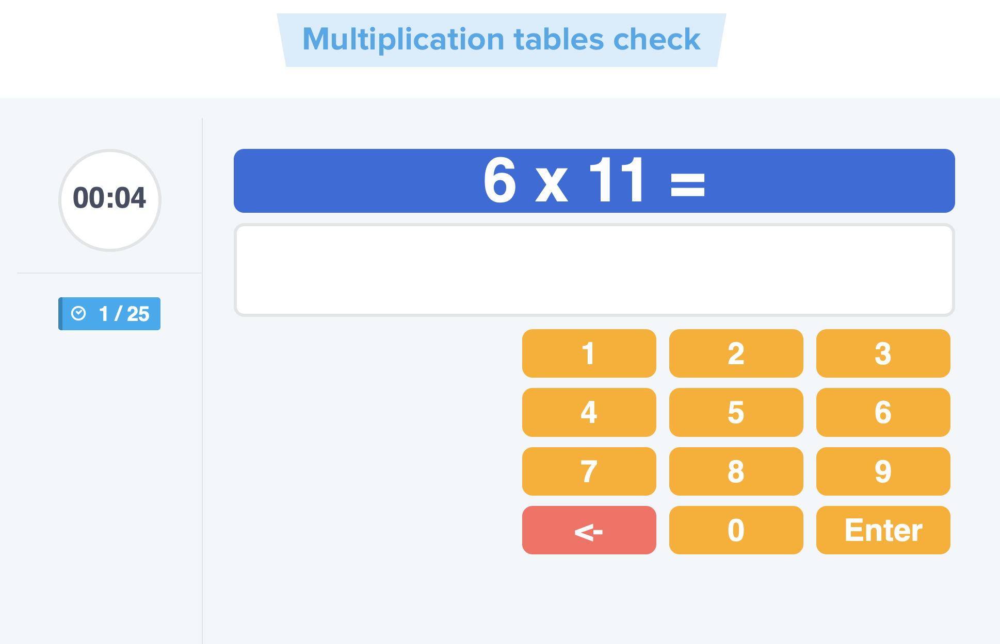 Multiplication tables check
00:04
6 x 11 =
1 / 25
1 2 3
4 5 6
7 8 9
<- 0 Enter